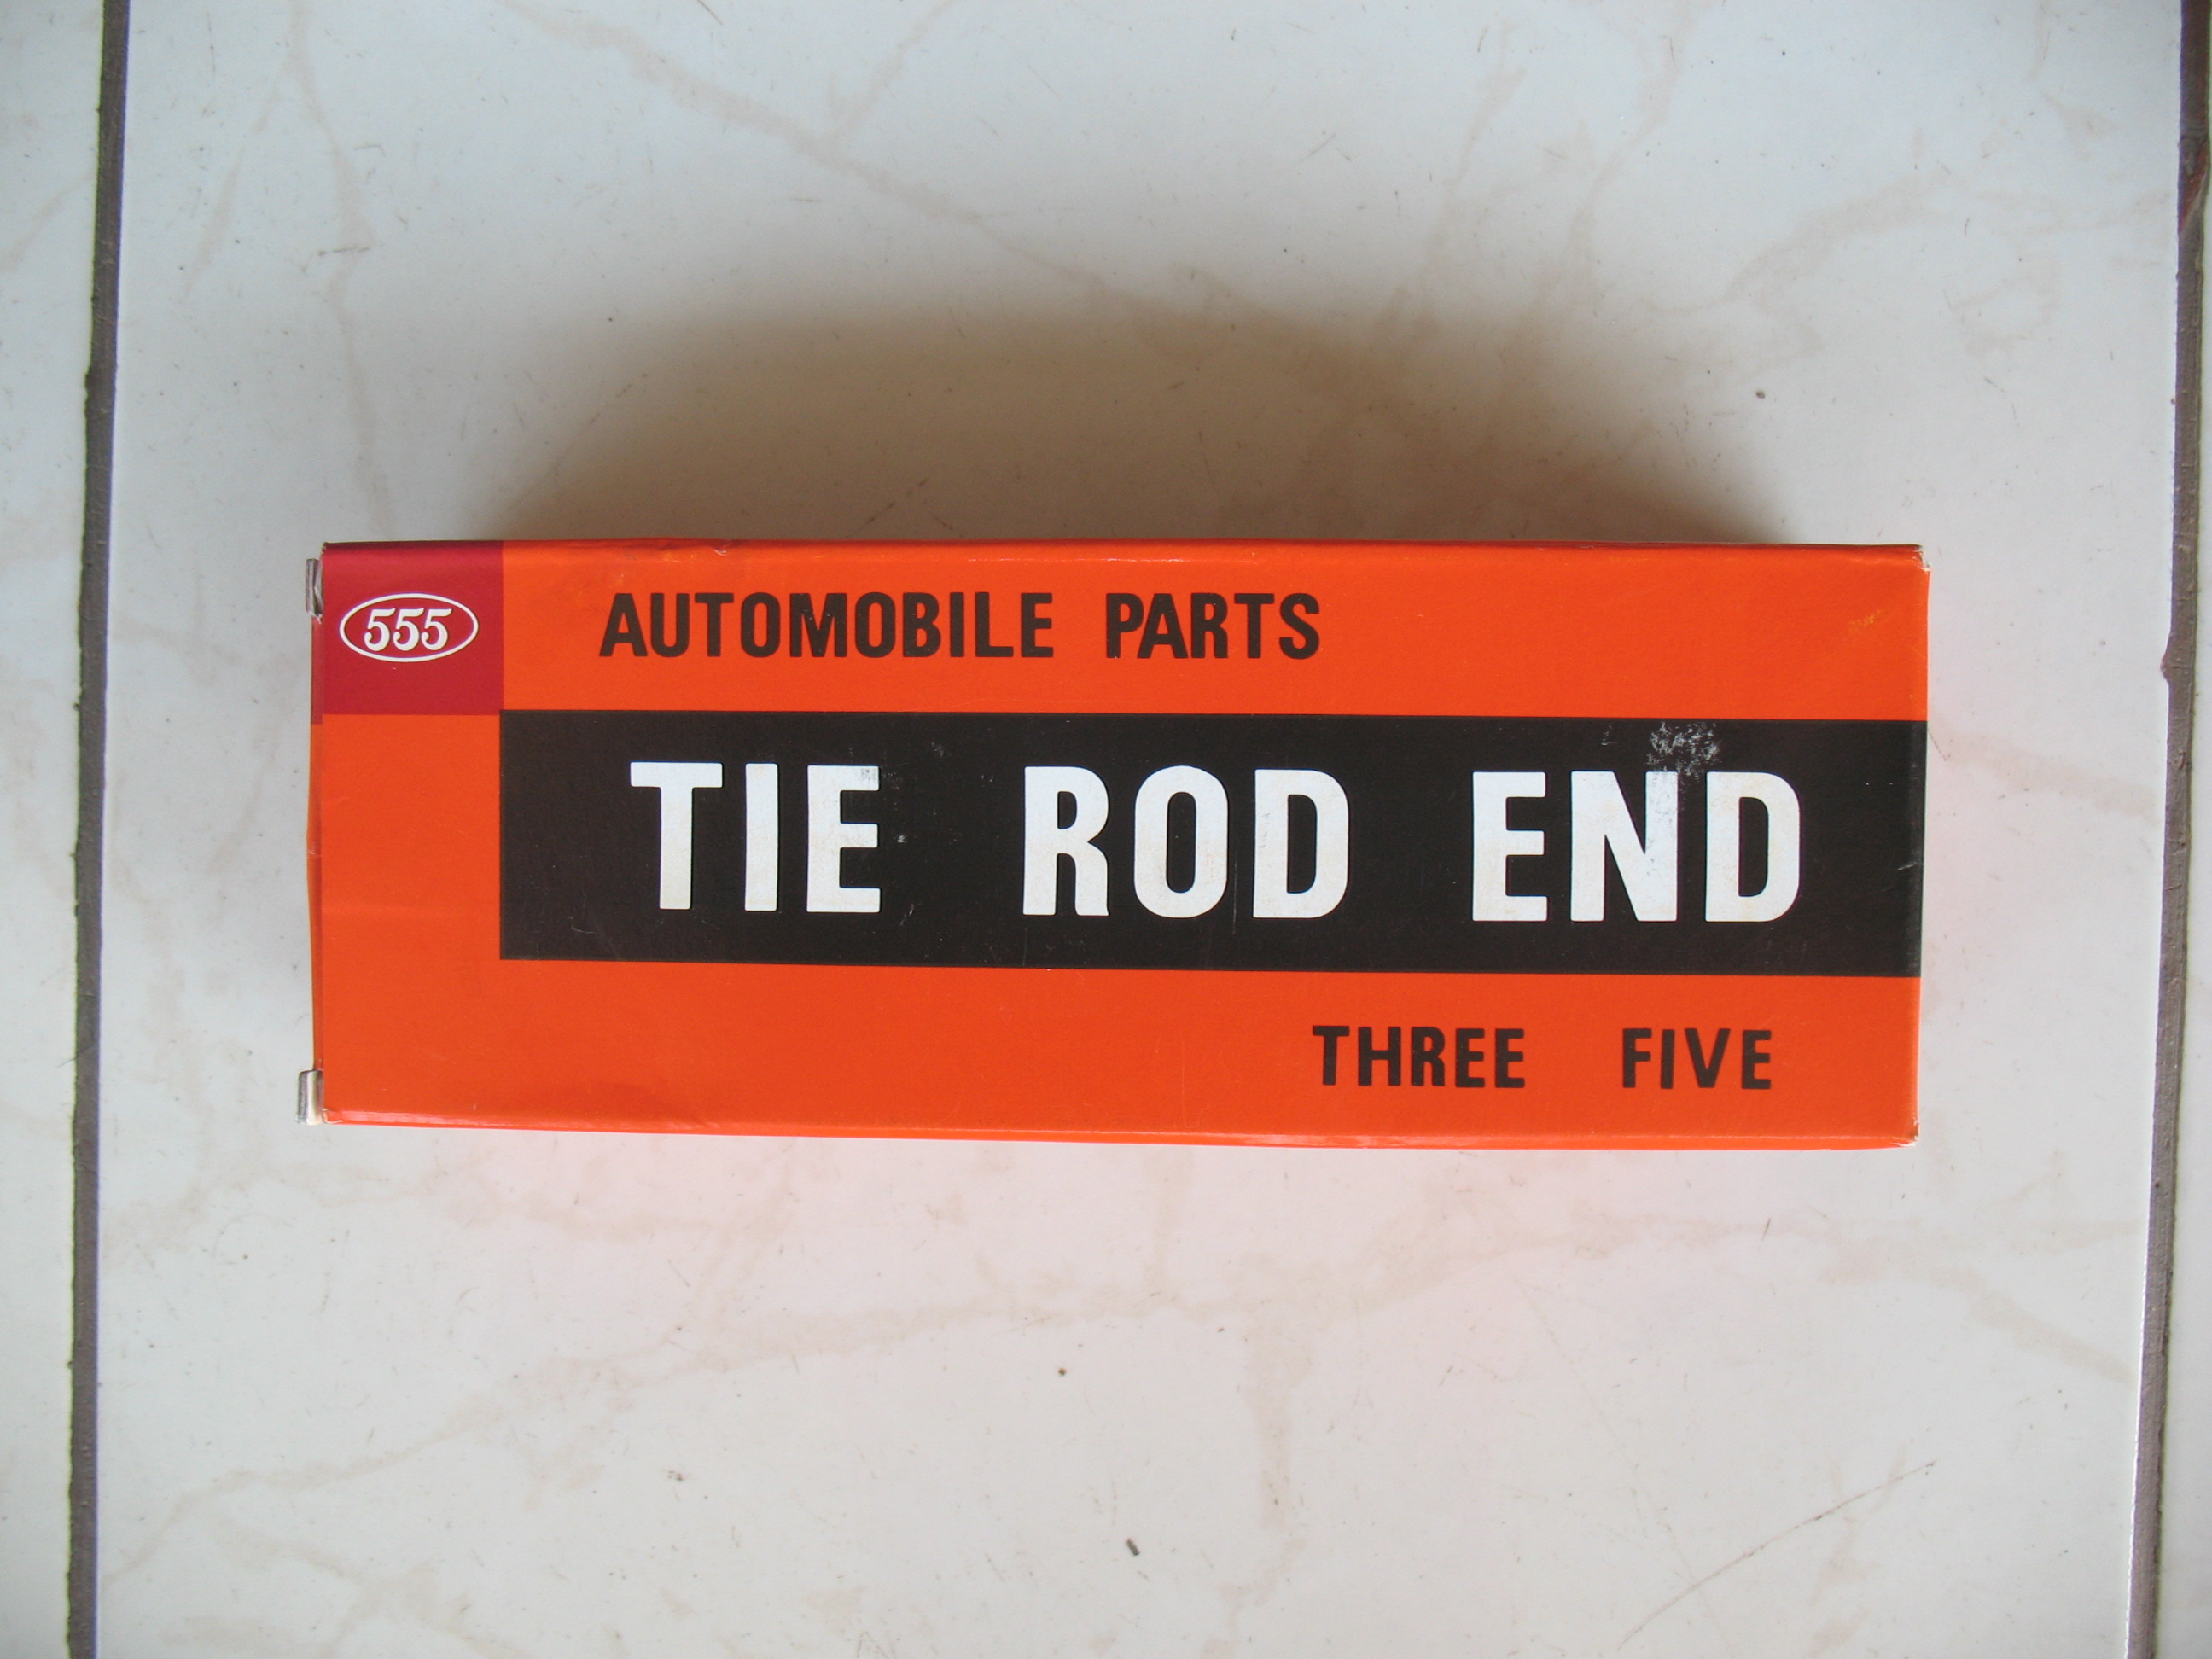 555
AUTOMOBILE PARTS
TIE ROD END
THREE FIVE